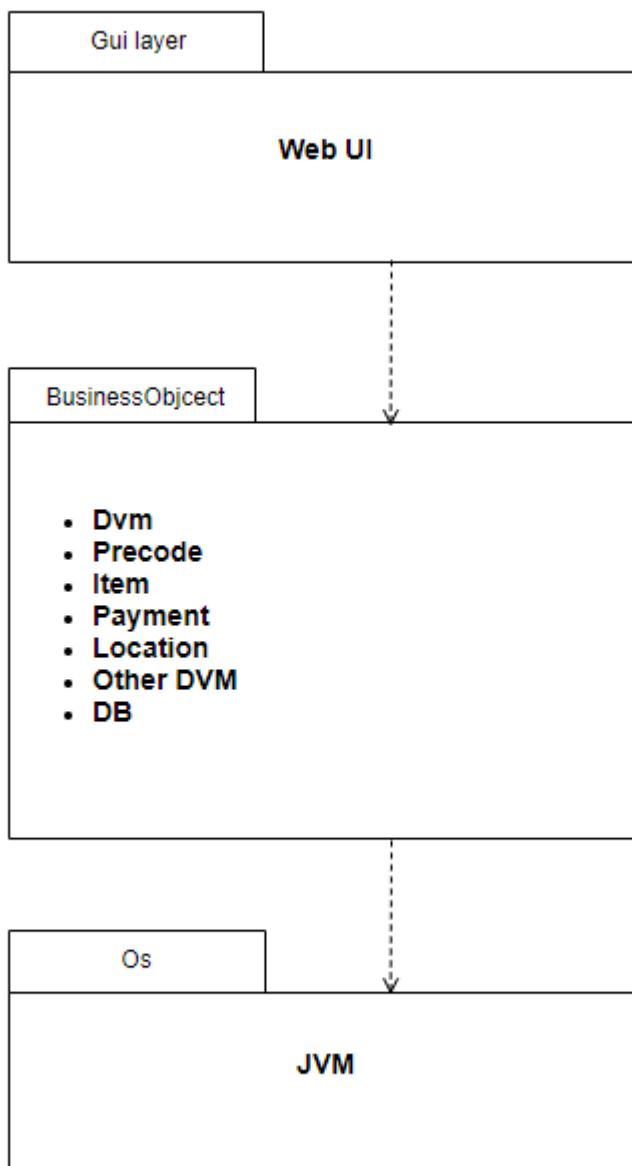 Gui layer
Web UI
BusinessObjcect
• Dvm
• Precode
• Item
• Payment
• Location
• Other DVM
• DB
Os
JVM